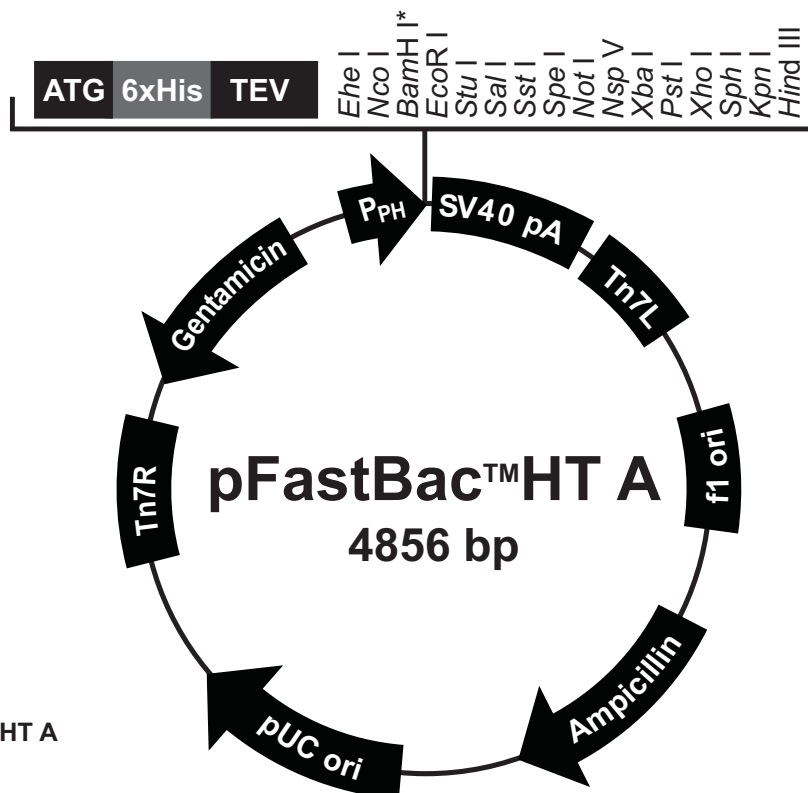 ATG 6xHis TEV
Ehe I
Nco I
BamH I*
EcoR I
Stu I
Sal I
Sst I
Spe I
Not I
Nsp V
Xba I
Pst I
Xho I
Sph I
Kpn I
Hind III
PPH
SV40 pA
Tn7L
Gentamicin
f1 ori
Tn7R
pFastBac™HT A
4856 bp
Ampicillin
pUC ori
HT A